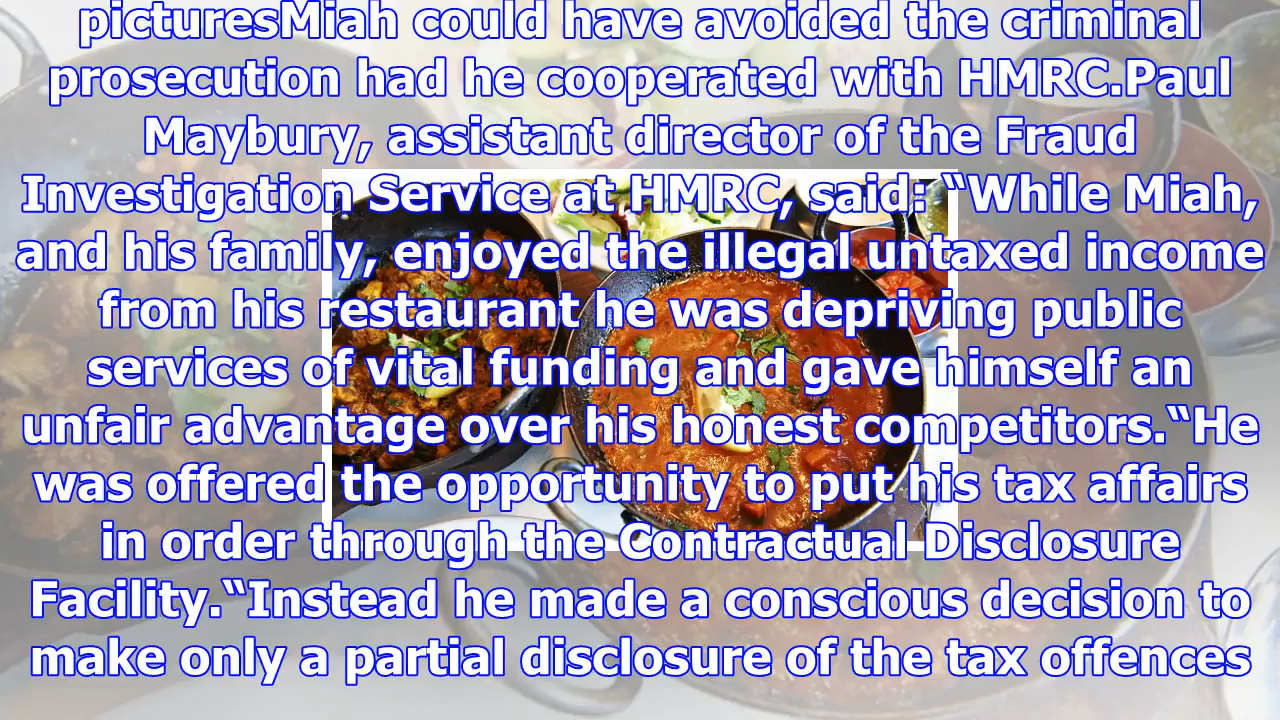 picturesMiah could have avoided the criminal
prosecution had he cooperated with HMRC.Paul
Maybury, assistant director of the Fraud
Investigation Service at HMRC, said: “While Miah,
and his family, enjoyed the illegal untaxed income
from his restaurant he was depriving public
services of vital funding and gave himself an
unfair advantage over his honest competitors.“He
was offered the opportunity to put his tax affairs
in order through the Contractual Disclosure
Facility.“Instead he made a conscious decision to
make only a partial disclosure of the tax offences